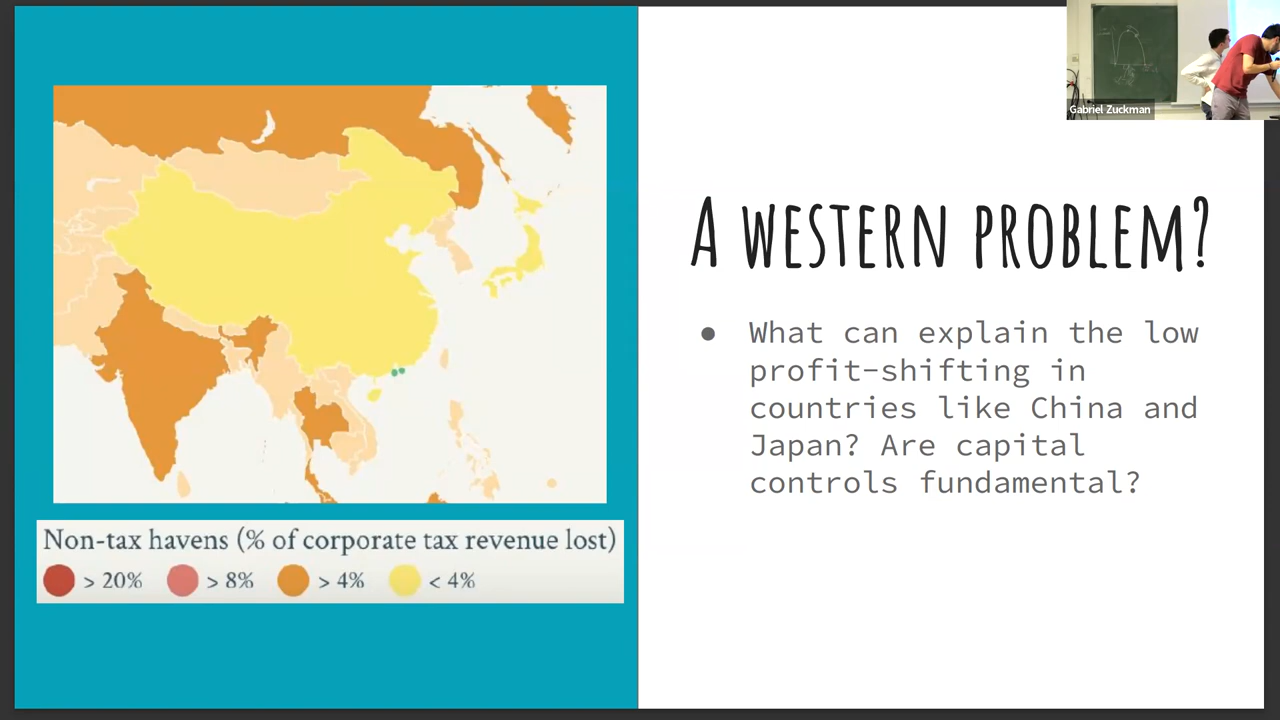 Gabriel Zuckman
A WESTERN PROBLEM?
● What can explain the low
profit-shifting in
countries like China and
Japan? Are capital
controls fundamental?
Non-tax havens (% of corporate tax revenue lost)
> 20% > 8% > 4% < 4%